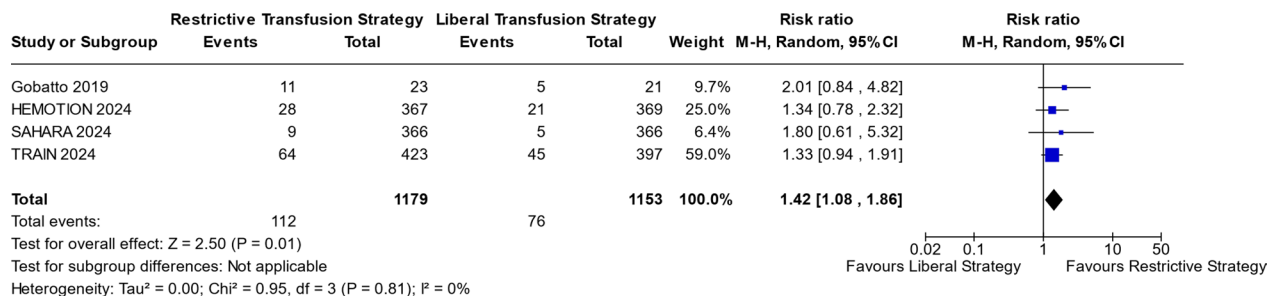 Restrictive Transfusion Strategy Liberal Transfusion Strategy Risk ratio Risk ratio
Study or Subgroup Events Total Events Total Weight M-H, Random, 95% CI M-H, Random, 95% CI
Gobatto 2019 11 23 5 21 9.7% 2.01 [0.84 , 4.82]
HEMOTION 2024 28 367 21 369 25.0% 1.34 [0.78 , 2.32]
SAHARA 2024 9 366 5 366 6.4% 1.80 [0.61 , 5.32]
TRAIN 2024 64 423 45 397 59.0% 1.33 [0.94 , 1.91]
Total 1179 1153 100.0% 1.42 [1.08 , 1.86]
Total events: 112 76
Test for overall effect: Z = 2.50 (P = 0.01)
0.02 0.1 1 10 50
Test for subgroup differences: Not applicable
Favours Liberal Strategy Favours Restrictive Strategy
Heterogeneity: Tau² = 0.00; Chi² = 0.95, df = 3 (P = 0.81); I² = 0%